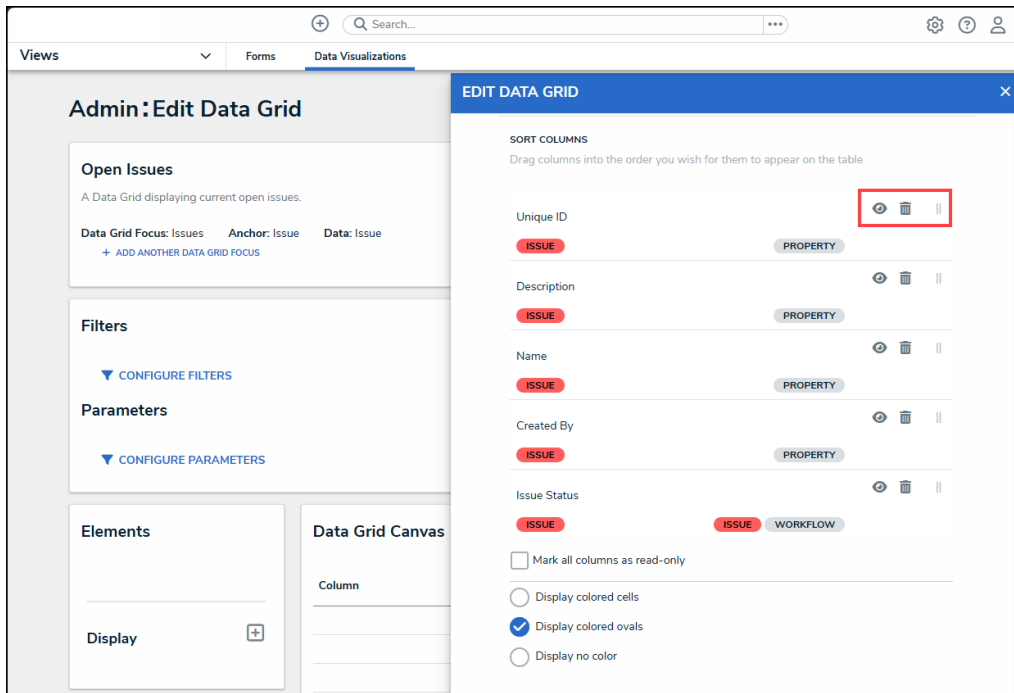 Search...
Views
Forms
Data Visualizations
Admin:Edit Data Grid
Open Issues
A Data Grid displaying current open issues.
Data Grid Focus: Issues Anchor: Issue Data: Issue
+ ADD ANOTHER DATA GRID FOCUS
Filters
CONFIGURE FILTERS
Parameters
CONFIGURE PARAMETERS
Elements
Display
Data Grid Canvas
Column
EDIT DATA GRID
SORT COLUMNS
Drag columns into the order you wish for them to appear on the table
Unique ID
ISSUE PROPERTY
Description
ISSUE PROPERTY
Name
ISSUE PROPERTY
Created By
ISSUE PROPERTY
Issue Status
ISSUE ISSUE WORKFLOW
Mark all columns as read-only
Display colored cells
Display colored ovals
Display no color